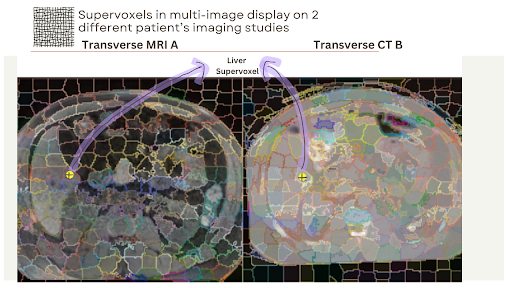 Supervoxels in multi-image display on 2
different patient's imaging studies
Transverse MRI A
Transverse CT B
Liver
Supervoxel